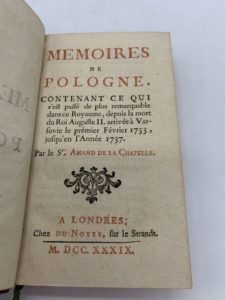 MEMOIRES
DE
POLOGNE,
CONTENANT CE QUI
s'est passé de plus remarquable
dans ce Royaume, depuis la mort
du Roi Auguste II. arrivée à Var-
sovie le prémier Février 1733,
jusqu'en l'Année 1737.
Par le Sr. AMAND DE LA CHAPELLE.
A LONDRES;
Chez DU NOYER, sur le Strandt.
M. DCC. XXXIX.